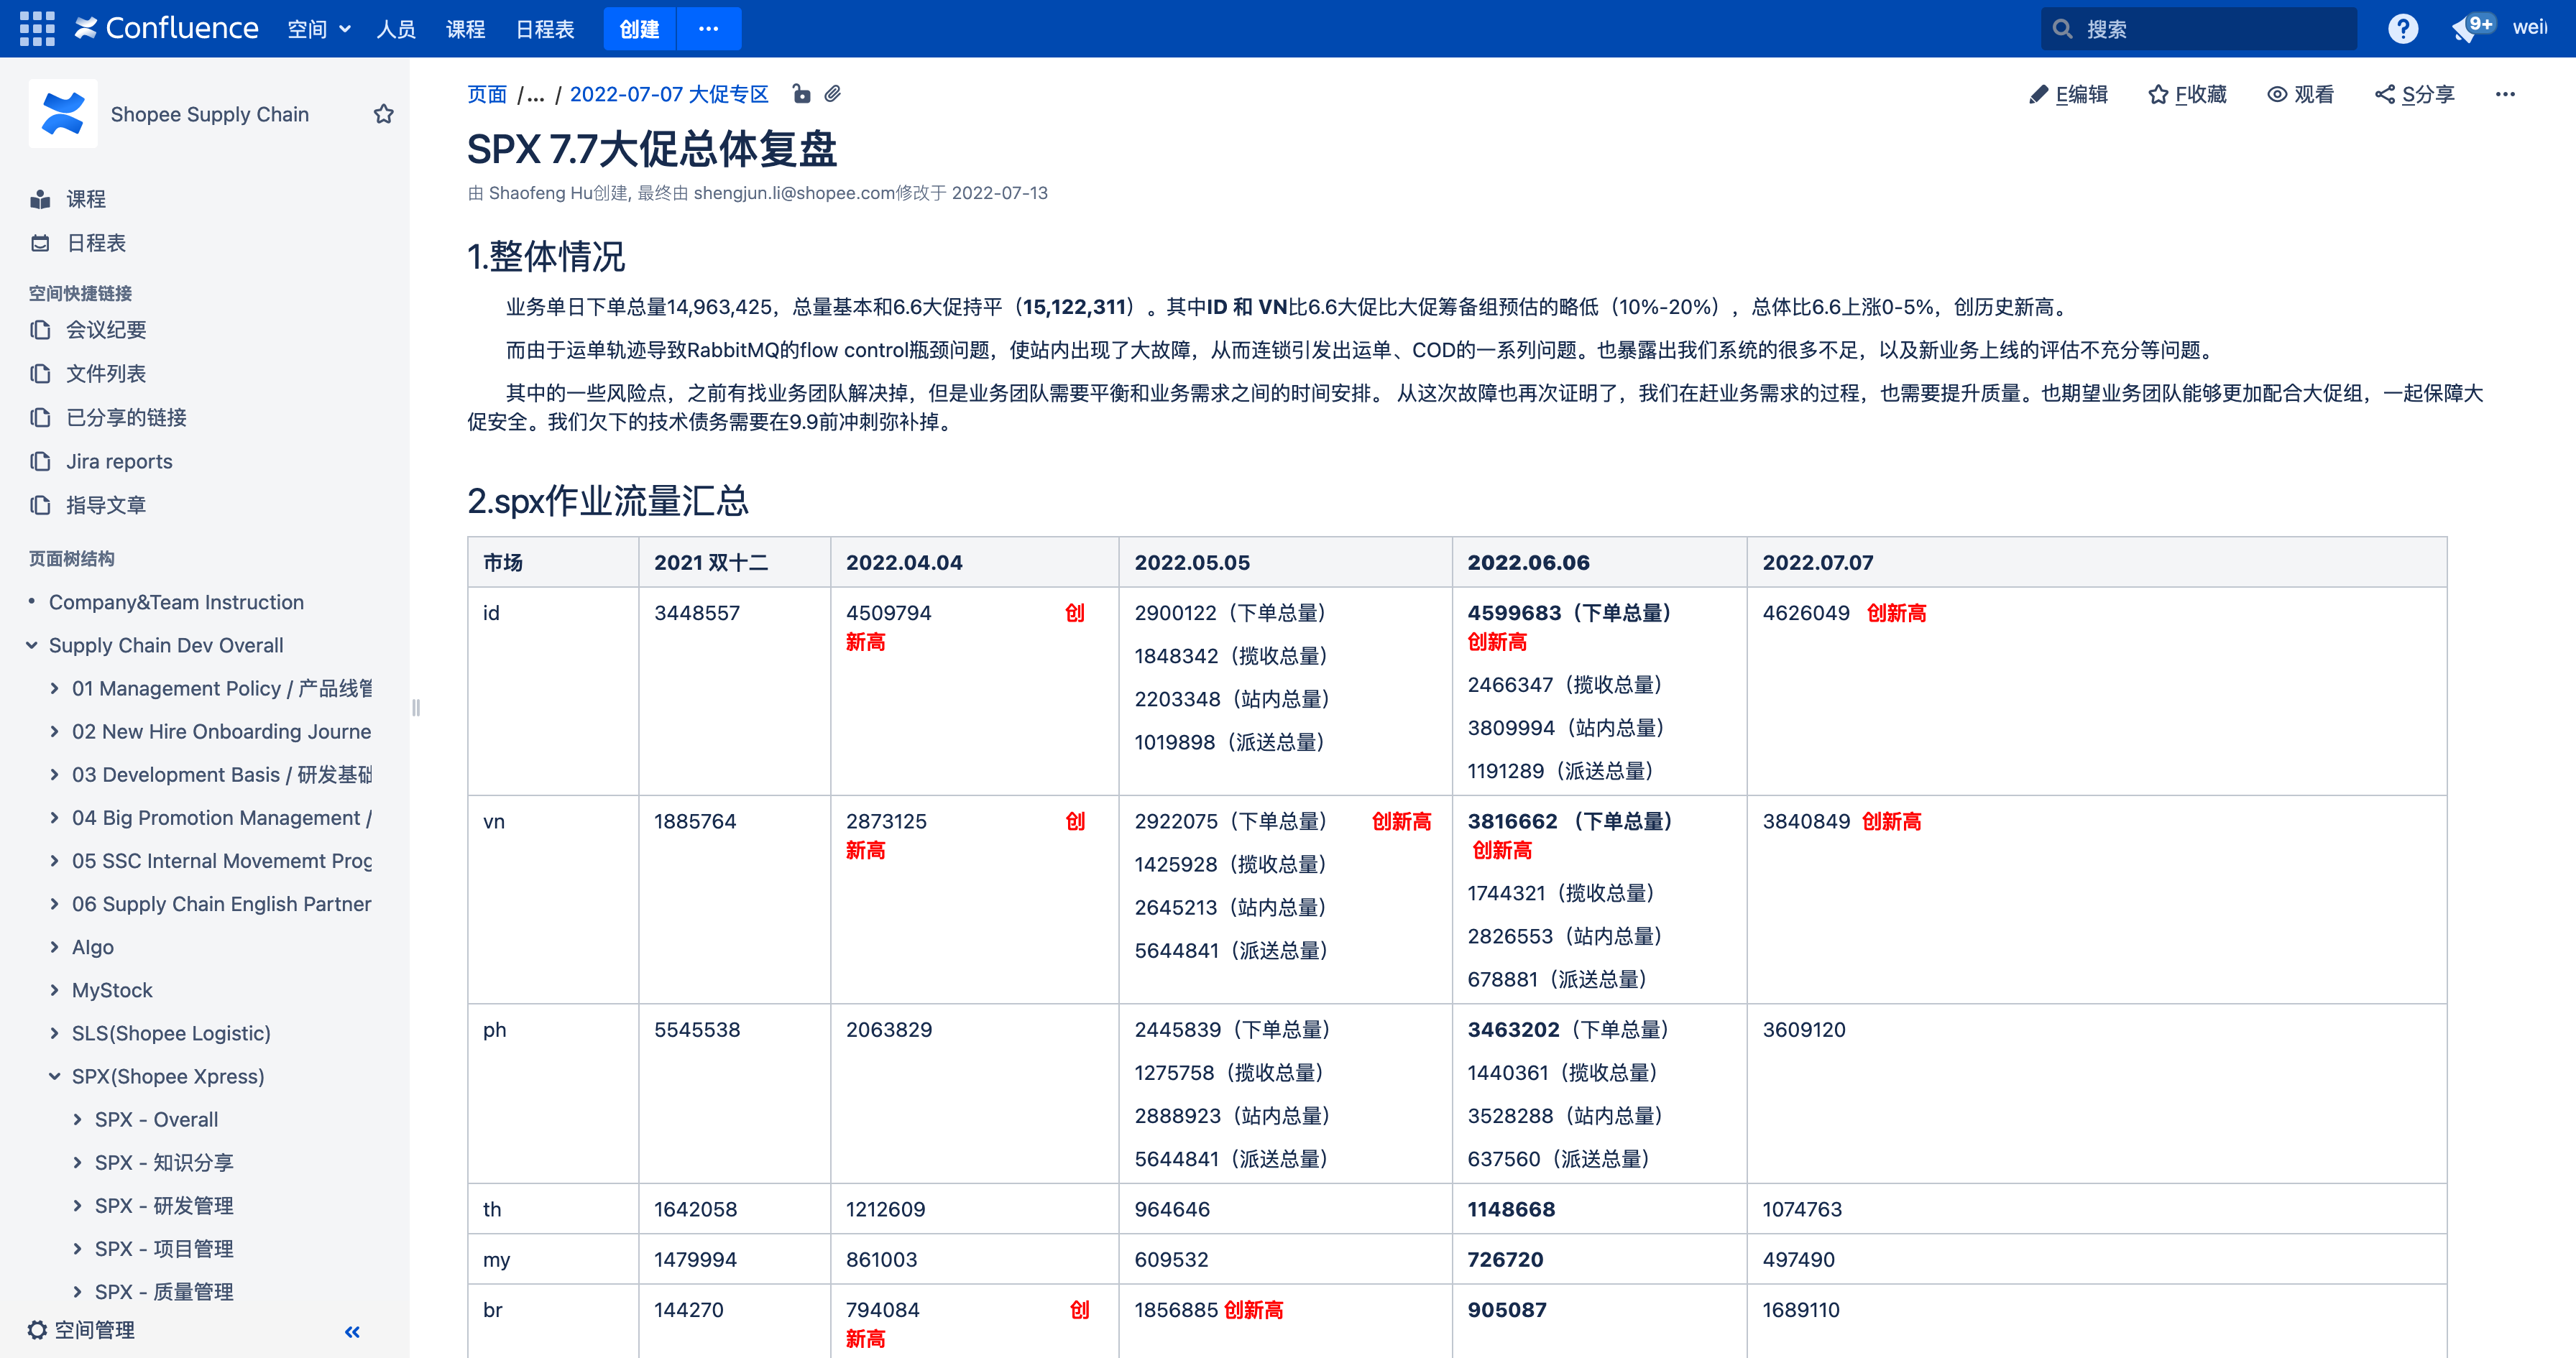 Confluence 空间 人员 课程 日程表 创建 ··· 搜索 9+ weil
Shopee Supply Chain
课程
日程表
空间快捷链接
会议纪要
文件列表
已分享的链接
Jira reports
指导文章
页面树结构
Company&Team Instruction
Supply Chain Dev Overall
01 Management Policy / 产品线管
02 New Hire Onboarding Journe
03 Development Basis / 研发基础
04 Big Promotion Management /
05 SSC Internal Movememt Prog
06 Supply Chain English Partner
Algo
MyStock
SLS(Shopee Logistic)
SPX(Shopee Xpress)
SPX - Overall
SPX - 知识分享
SPX - 研发管理
SPX - 项目管理
SPX - 质量管理
空间管理
页面 /... / 2022-07-07 大促专区
E编辑 F收藏 观看 S分享 ···
SPX 7.7大促总体复盘
由 Shaofeng Hu创建, 最终由 shengjun.li@shopee.com修改于 2022-07-13
1.整体情况
业务单日下单总量14,963,425，总量基本和6.6大促持平（15,122,311）。其中ID 和 VN比6.6大促比大促筹备组预估的略低（10%-20%），总体比6.6上涨0-5%，创历史新高。
而由于运单轨迹导致RabbitMQ的flow control瓶颈问题，使站内出现了大故障，从而连锁引发出运单、COD的一系列问题。也暴露出我们系统的很多不足，以及新业务上线的评估不充分等问题。
其中的一些风险点，之前有找业务团队解决掉，但是业务团队需要平衡和业务需求之间的时间安排。 从这次故障也再次证明了，我们在赶业务需求的过程，也需要提升质量。也期望业务团队能够更加配合大促组，一起保障大
促安全。我们欠下的技术债务需要在9.9前冲刺弥补掉。
2.spx作业流量汇总
市场 2021 双十二 2022.04.04 2022.05.05 2022.06.06 2022.07.07
id 3448557 4509794 创 2900122（下单总量） 4599683（下单总量） 4626049 创新高
新高 创新高
1848342（揽收总量）
2466347（揽收总量）
2203348（站内总量）
3809994（站内总量）
1019898（派送总量）
1191289（派送总量）
vn 1885764 2873125 创 2922075（下单总量） 创新高 3816662 （下单总量） 3840849 创新高
新高 创新高
1425928（揽收总量）
1744321（揽收总量）
2645213（站内总量）
2826553（站内总量）
5644841（派送总量）
678881（派送总量）
ph 5545538 2063829 2445839（下单总量） 3463202（下单总量） 3609120
1275758（揽收总量） 1440361（揽收总量）
2888923（站内总量） 3528288（站内总量）
5644841（派送总量） 637560（派送总量）
th 1642058 1212609 964646 1148668 1074763
my 1479994 861003 609532 726720 497490
br 144270 794084 创 1856885 创新高 905087 1689110
新高